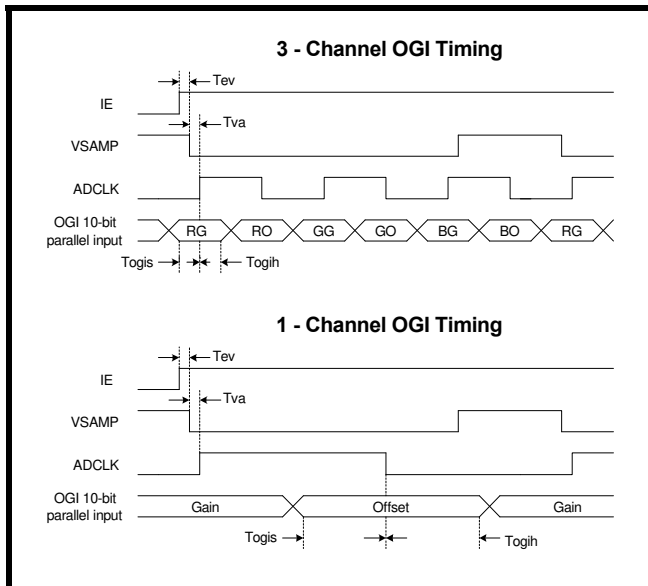 3 - Channel OGI Timing
Tev
IE
Tva
VSAMP
ADCLK
OGI 10-bit
parallel input
RG RO GG GO BG BO RG
Togis Togih
1 - Channel OGI Timing
Tev
IE
Tva
VSAMP
ADCLK
OGI 10-bit
parallel input
Gain Offset Gain
Togis Togih